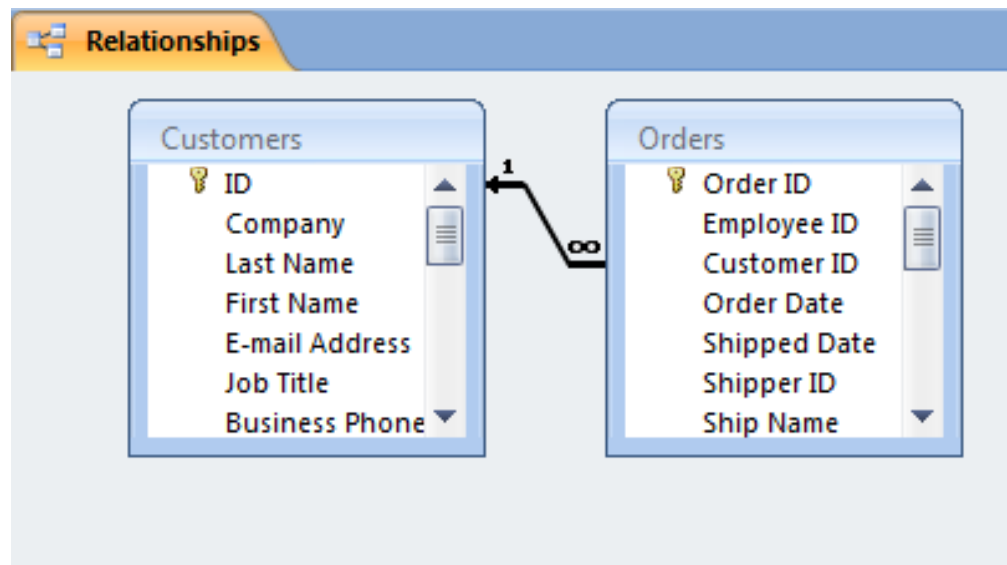 Relationships
Customers
ID
Company
Last Name
First Name
E-mail Address
Job Title
Business Phone
1
∞
Orders
Order ID
Employee ID
Customer ID
Order Date
Shipped Date
Shipper ID
Ship Name